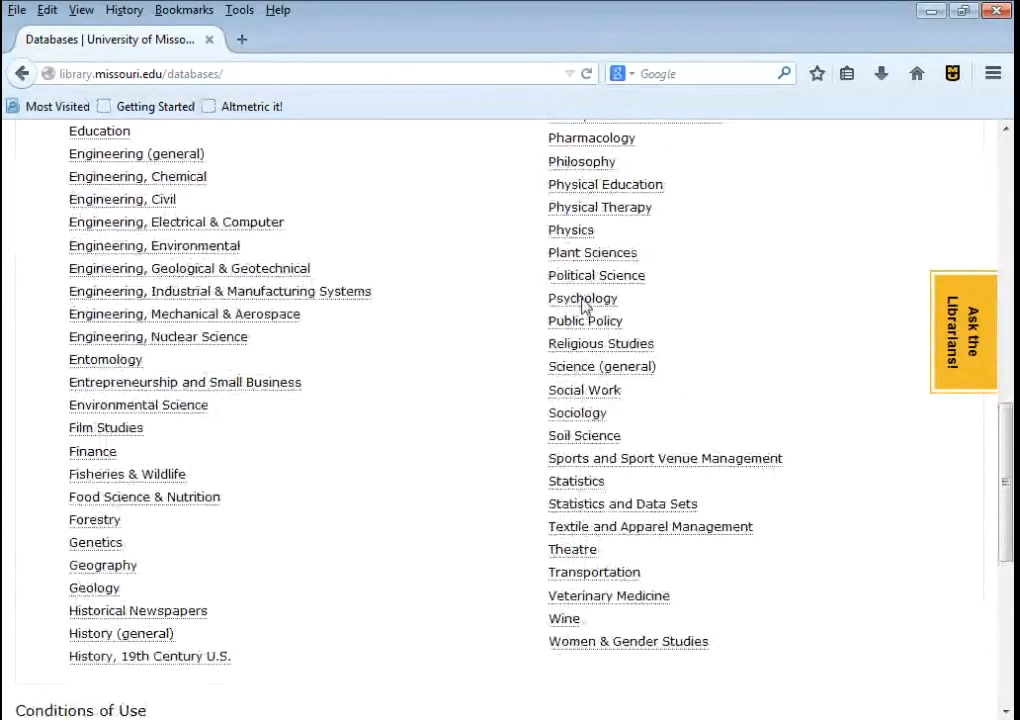 File Edit View History Bookmarks Tools Help
Databases | University of Misso...
library.missouri.edu/databases/
Google
Most Visited Getting Started Altmetric it!
Education
Engineering (general)
Engineering, Chemical
Engineering, Civil
Engineering, Electrical & Computer
Engineering, Environmental
Engineering, Geological & Geotechnical
Engineering, Industrial & Manufacturing Systems
Engineering, Mechanical & Aerospace
Engineering, Nuclear Science
Entomology
Entrepreneurship and Small Business
Environmental Science
Film Studies
Finance
Fisheries & Wildlife
Food Science & Nutrition
Forestry
Genetics
Geography
Geology
Historical Newspapers
History (general)
History, 19th Century U.S.
Pharmacology
Philosophy
Physical Education
Physical Therapy
Physics
Plant Sciences
Political Science
Psychology
Public Policy
Religious Studies
Science (general)
Social Work
Sociology
Soil Science
Sports and Sport Venue Management
Statistics
Statistics and Data Sets
Textile and Apparel Management
Theatre
Transportation
Veterinary Medicine
Wine
Women & Gender Studies
Ask the
Librarians!
Conditions of Use